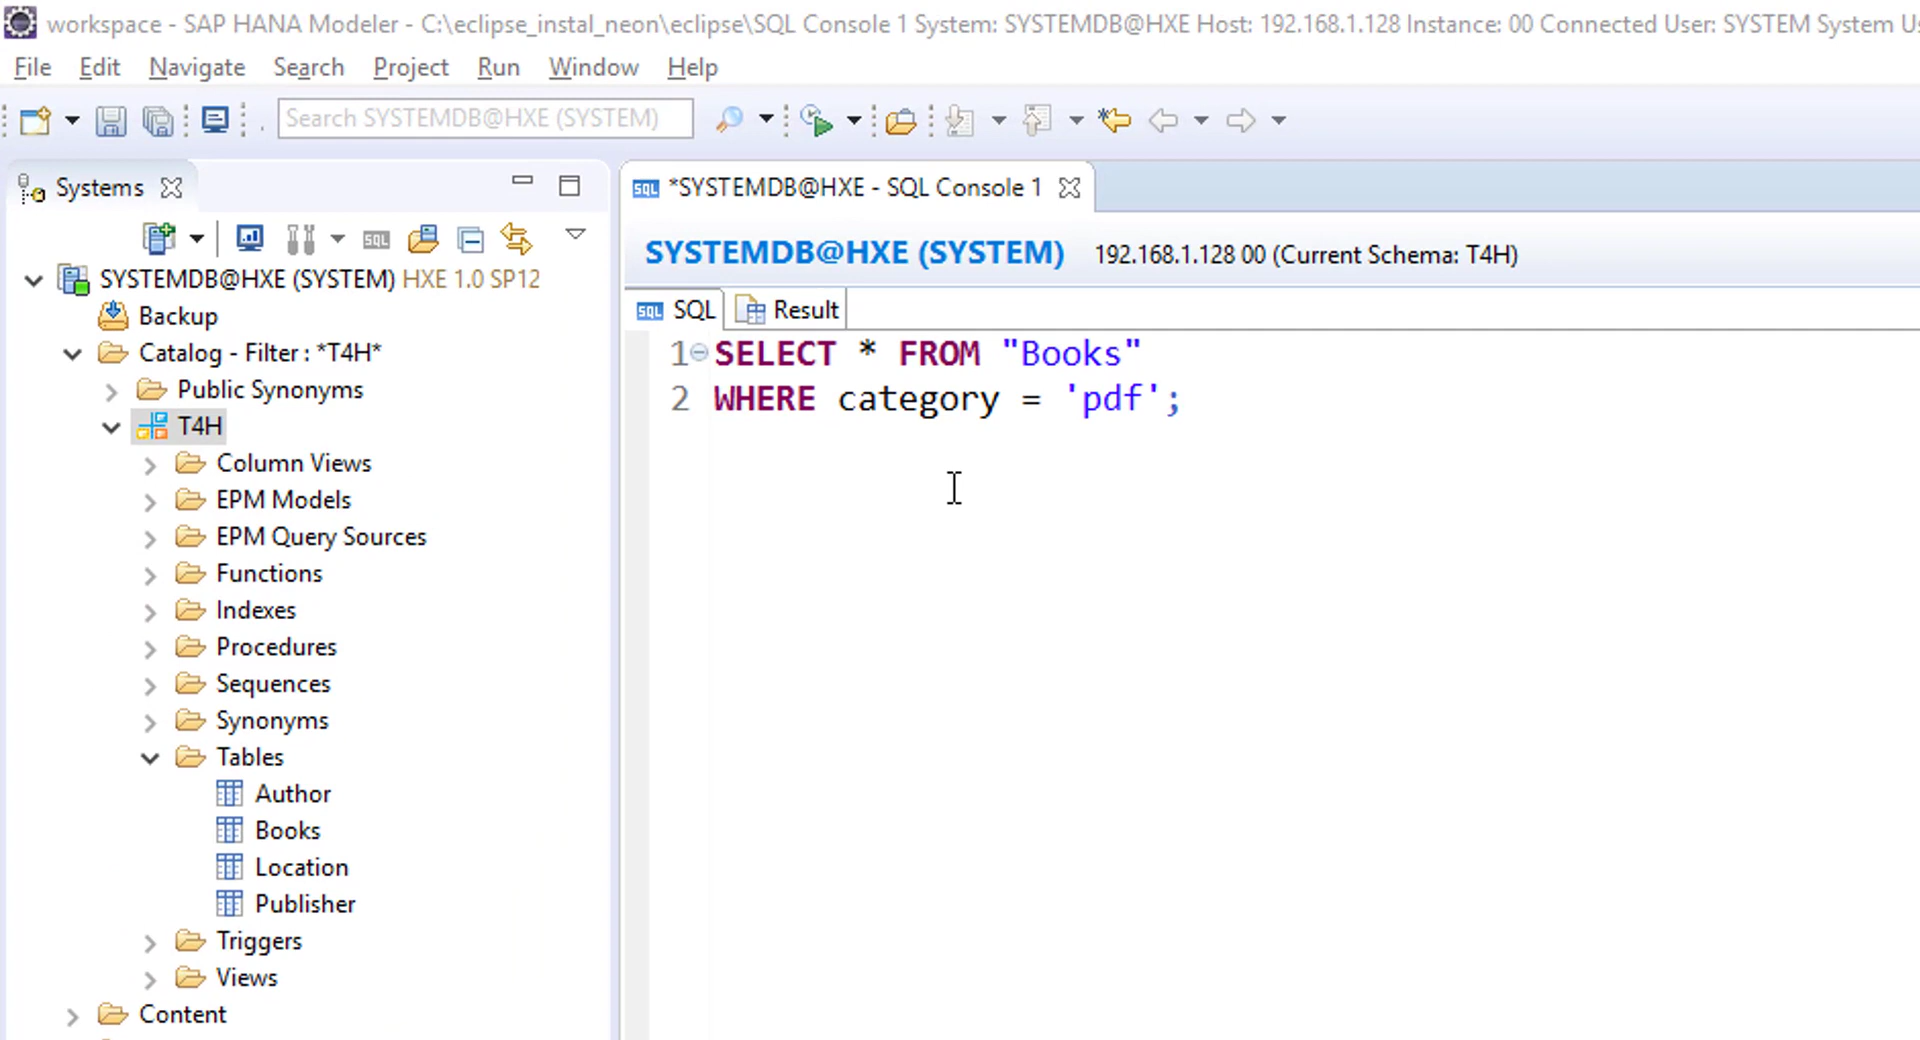 workspace - SAP HANA Modeler - C:\eclipse_instal_neon\eclipse\SQL Console 1 System: SYSTEMDB@HXE Host: 192.168.1.128 Instance: 00 Connected User: SYSTEM System Us
File Edit Navigate Search Project Run Window Help
Search SYSTEMDB@HXE (SYSTEM)
Systems
SQL
SYSTEMDB@HXE (SYSTEM) HXE 1.0 SP12
Backup
Catalog - Filter : *T4H*
Public Synonyms
T4H
Column Views
EPM Models
EPM Query Sources
Functions
Indexes
Procedures
Sequences
Synonyms
Tables
Author
Books
Location
Publisher
Triggers
Views
Content
SQL *SYSTEMDB@HXE - SQL Console 1
SYSTEMDB@HXE (SYSTEM) 192.168.1.128 00 (Current Schema: T4H)
SQL SQL Result
1 SELECT * FROM "Books"
2 WHERE category = 'pdf';